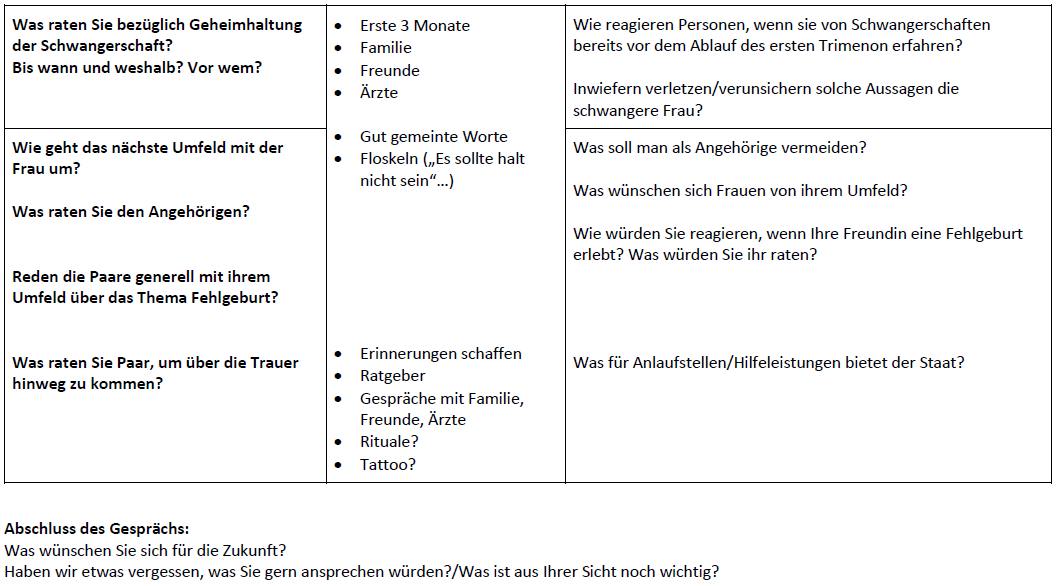 Was raten Sie bezüglich Geheimhaltung
der Schwangerschaft?
Bis wann und weshalb? Vor wem?
• Erste 3 Monate
• Familie
• Freunde
• Ärzte
Wie reagieren Personen, wenn sie von Schwangerschaften
bereits vor dem Ablauf des ersten Trimenon erfahren?
Inwiefern verletzen/verunsichern solche Aussagen die
schwangere Frau?
Wie geht das nächste Umfeld mit der
Frau um?
Was raten Sie den Angehörigen?
Reden die Paare generell mit ihrem
Umfeld über das Thema Fehlgeburt?
• Gut gemeinte Worte
• Floskeln („Es sollte halt
nicht sein“…)
Was soll man als Angehörige vermeiden?
Was wünschen sich Frauen von ihrem Umfeld?
Wie würden Sie reagieren, wenn Ihre Freundin eine Fehlgeburt
erlebt? Was würden Sie ihr raten?
Was raten Sie Paar, um über die Trauer
hinweg zu kommen?
• Erinnerungen schaffen
• Ratgeber
• Gespräche mit Familie,
Freunde, Ärzte
• Rituale?
• Tattoo?
Was für Anlaufstellen/Hilfeleistungen bietet der Staat?
Abschluss des Gesprächs:
Was wünschen Sie sich für die Zukunft?
Haben wir etwas vergessen, was Sie gern ansprechen würden?/Was ist aus Ihrer Sicht noch wichtig?